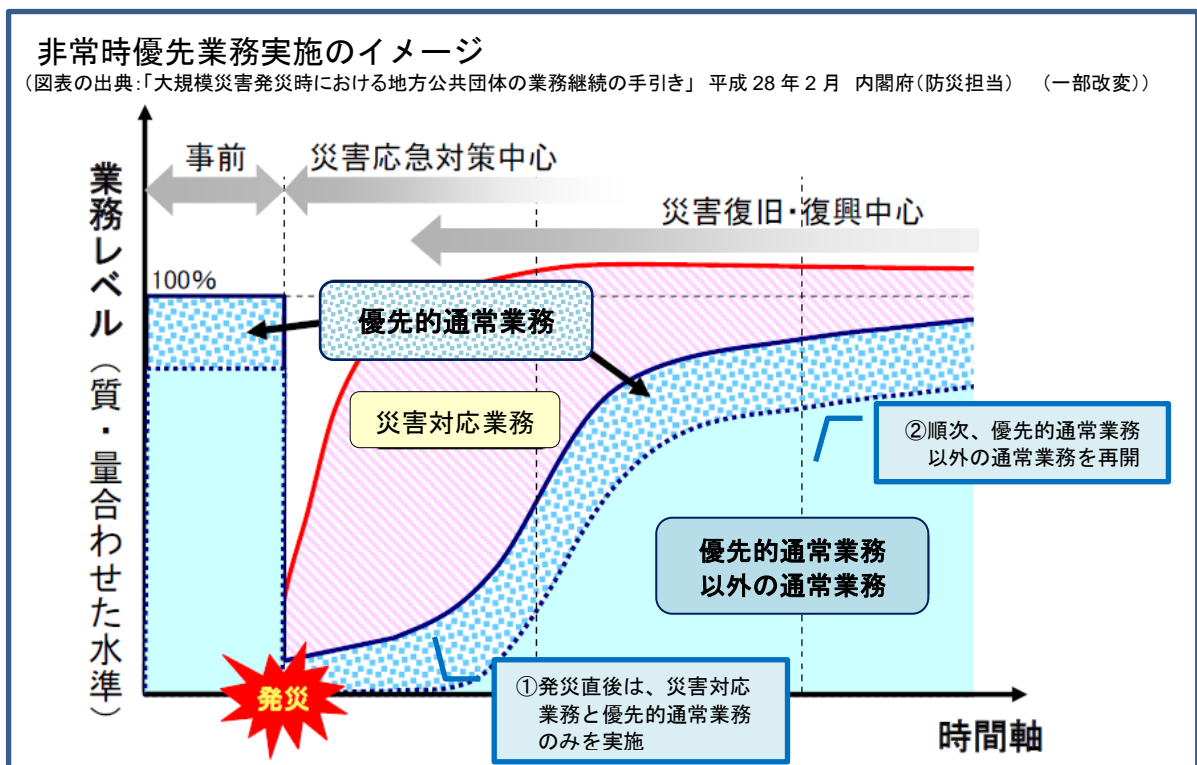 非常時優先業務実施のイメージ
（図表の出典：「大規模災害発災時における地方公共団体の業務継続の手引き」 平成 28 年 2 月 内閣府（防災担当） （一部改変））
事前
災害応急対策中心
災害復旧・復興中心
業務レベル（質・量合わせた水準）
100%
優先的通常業務
災害対応業務
②順次、優先的通常業務
以外の通常業務を再開
優先的通常業務
以外の通常業務
①発災直後は、災害対応
業務と優先的通常業務
のみを実施
発災
時間軸